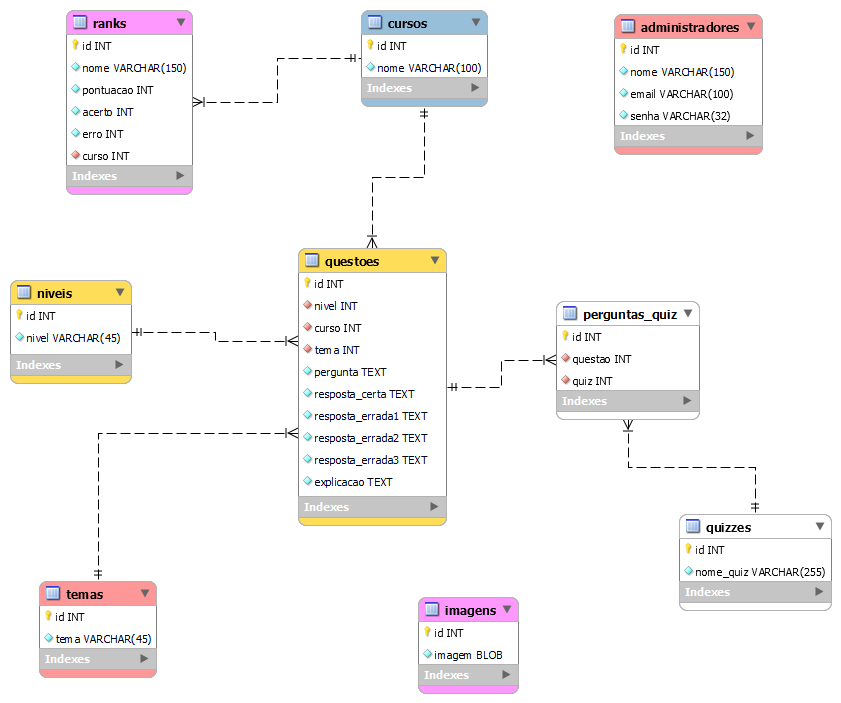 ranks
id INT
nome VARCHAR(150)
pontuacao INT
acerto INT
erro INT
curso INT
Indexes
cursos
id INT
nome VARCHAR(100)
Indexes
administradores
id INT
nome VARCHAR(150)
email VARCHAR(100)
senha VARCHAR(32)
Indexes
niveis
id INT
nivel VARCHAR(45)
Indexes
questoes
id INT
nivel INT
curso INT
tema INT
pergunta TEXT
resposta_certa TEXT
resposta_errada1 TEXT
resposta_errada2 TEXT
resposta_errada3 TEXT
explicacao TEXT
Indexes
perguntas_quiz
id INT
questao INT
quiz INT
Indexes
quizzes
id INT
nome_quiz VARCHAR(255)
Indexes
temas
id INT
tema VARCHAR(45)
Indexes
imagens
id INT
imagem BLOB
Indexes